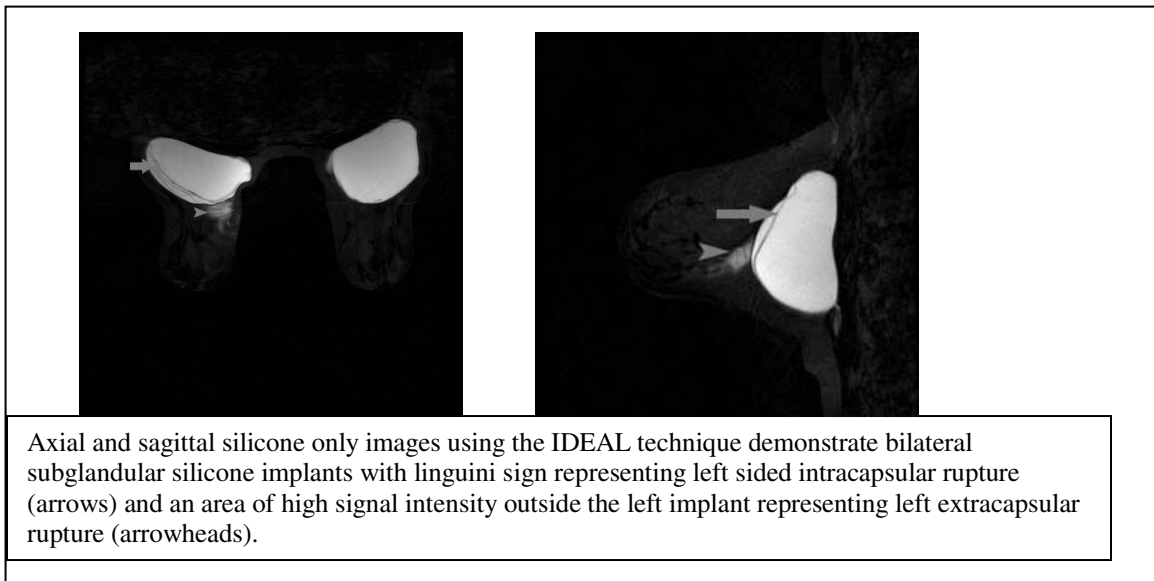 Axial and sagittal silicone only images using the IDEAL technique demonstrate bilateral
subglandular silicone implants with linguini sign representing left sided intracapsular rupture
(arrows) and an area of high signal intensity outside the left implant representing left extracapsular
rupture (arrowheads).